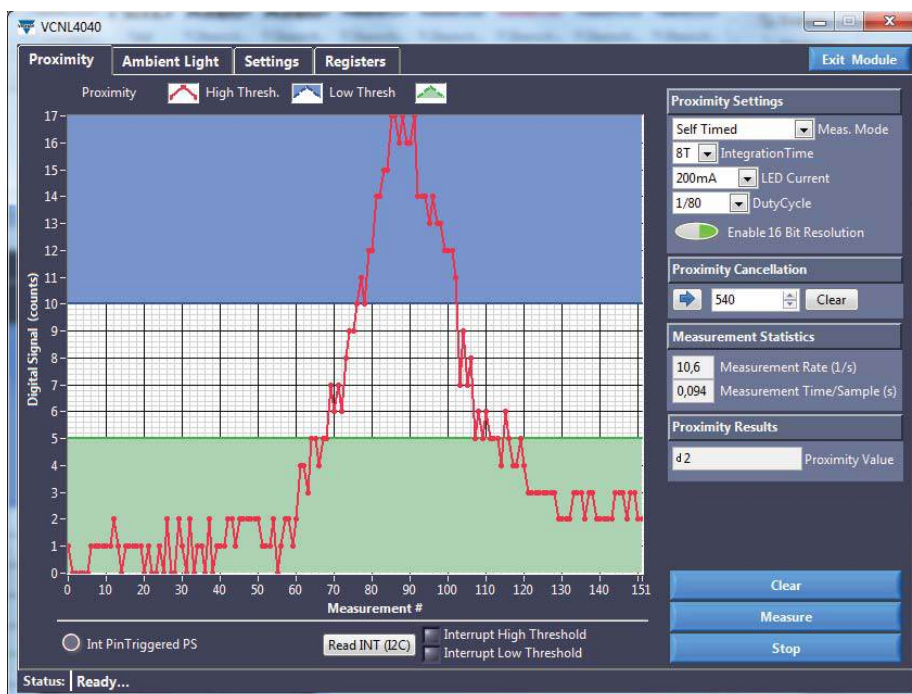 VCNL4040
Proximity Ambient Light Settings Registers Exit Module
Proximity High Thresh. Low Thresh
17
16
15
14
13
12
11
10
9
8
7
6
5
4
3
2
1
0
Digital Signal (counts)
0 10 20 30 40 50 60 70 80 90 100 110 120 130 140 151
Measurement #
Proximity Settings
Self Timed Meas. Mode
8T IntegrationTime
200mA LED Current
1/80 DutyCycle
Enable 16 Bit Resolution
Proximity Cancellation
540 Clear
Measurement Statistics
10,6 Measurement Rate (1/s)
0,094 Measurement Time/Sample (s)
Proximity Results
d 2 Proximity Value
Clear
Measure
Stop
Int PinTriggered PS
Read INT (I2C)
Interrupt High Threshold
Interrupt Low Threshold
Status: Ready...